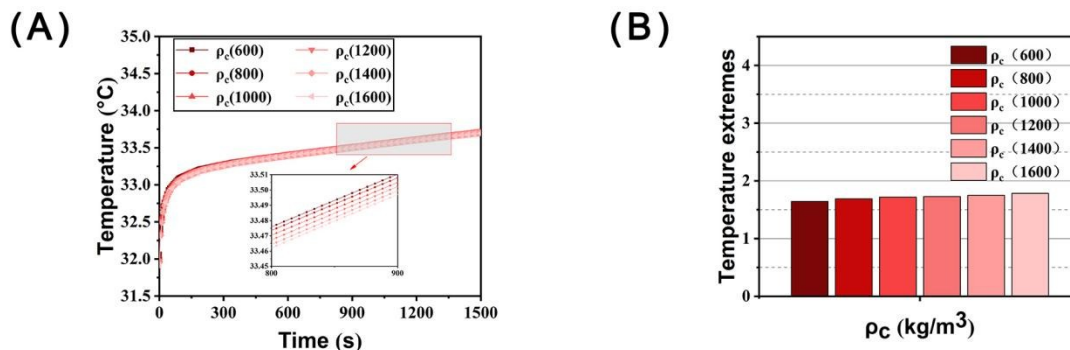 (A)
35.0
34.5
34.0
33.5
33.0
32.5
32.0
31.5
Temperature (°C)
ρc(600) ρc(1200)
ρc(800) ρc(1400)
ρc(1000) ρc(1600)
33.51
33.50
33.49
33.48
33.47
33.46
33.45
800 900
0 300 600 900 1200 1500
Time (s)
(B)
4
3
2
1
0
Temperature extremes
ρc（600）
ρc（800）
ρc（1000）
ρc（1200）
ρc（1400）
ρc（1600）
ρc (kg/m³)